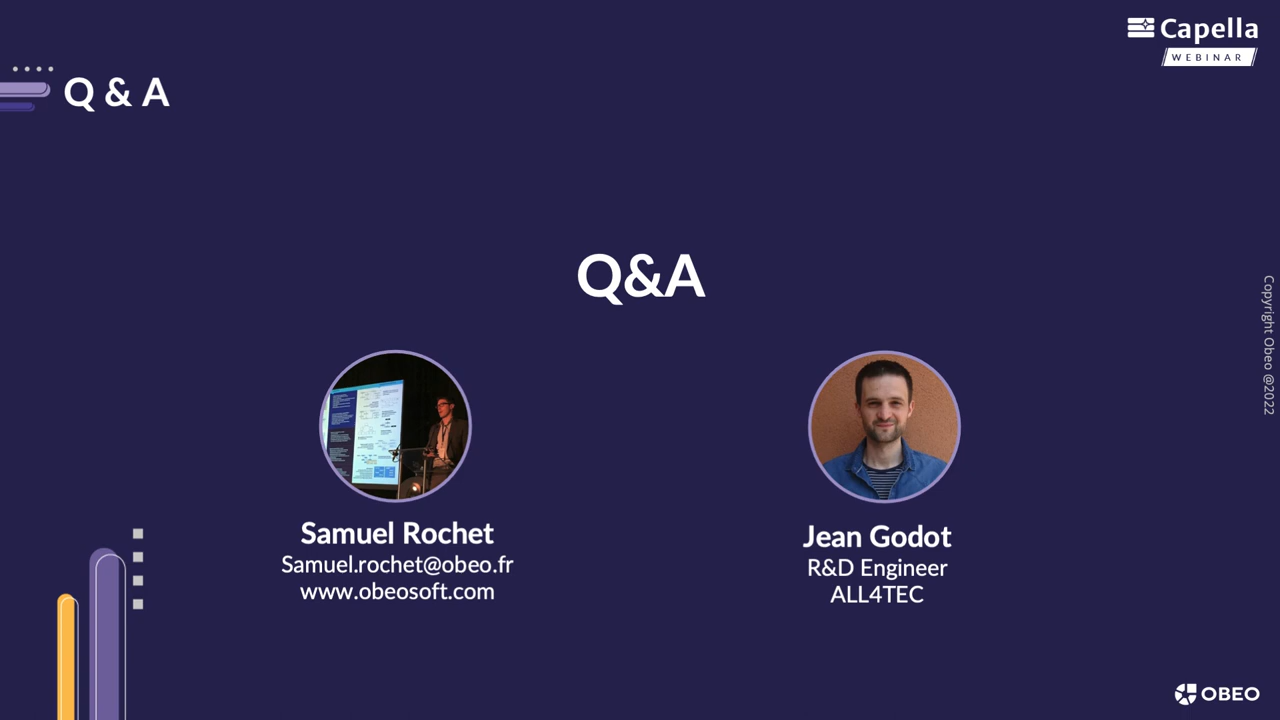 Capella
WEBINAR
Q & A
Q&A
Samuel Rochet
Samuel.rochet@obeo.fr
www.obeosoft.com
Jean Godot
R&D Engineer
ALL4TEC
Copyright Obeo @2022
OBEO